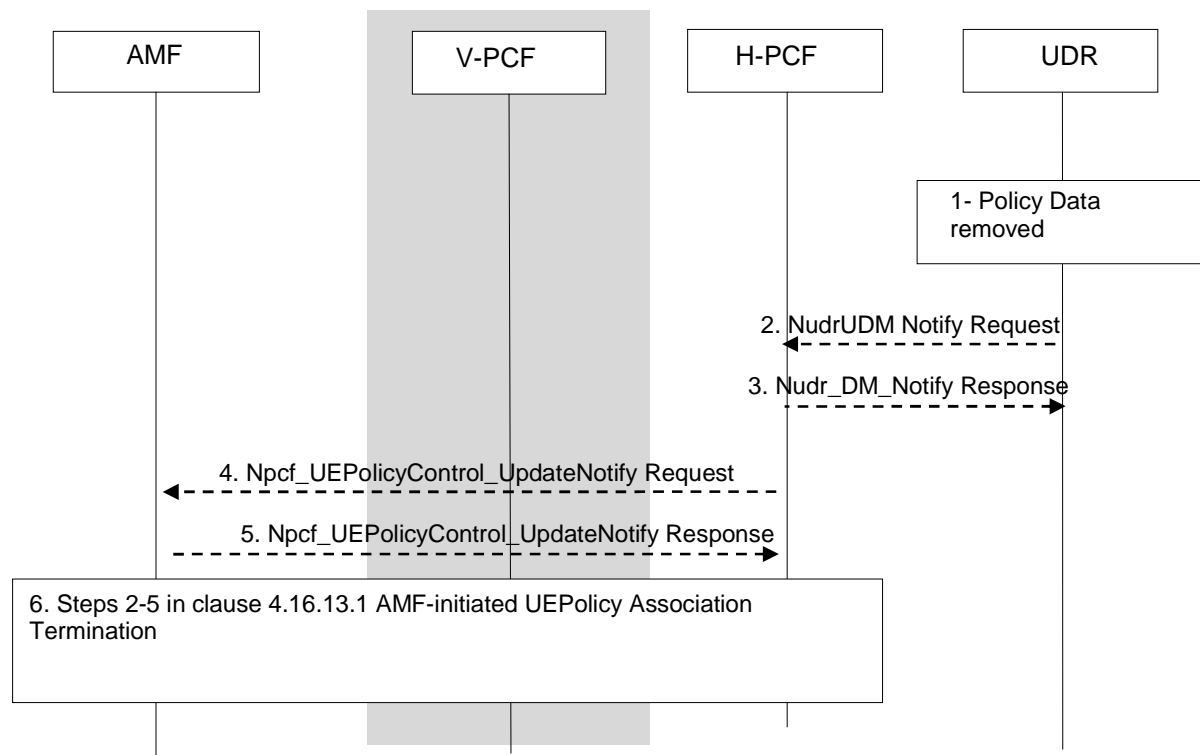 AMF
V-PCF
H-PCF
UDR
1- Policy Data
removed
2. NudrUDM Notify Request
3. Nudr_DM_Notify Response
4. Npcf_UEPolicyControl_UpdateNotify Request
5. Npcf_UEPolicyControl_UpdateNotify Response
6. Steps 2-5 in clause 4.16.13.1 AMF-initiated UEPolicy Association
Termination